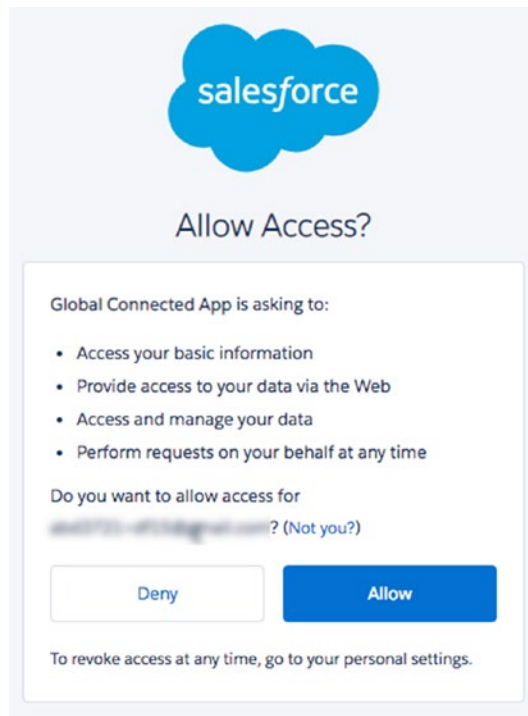 salesforce
Allow Access?
Global Connected App is asking to:
• Access your basic information
• Provide access to your data via the Web
• Access and manage your data
• Perform requests on your behalf at any time
Do you want to allow access for
? (Not you?)
Deny
Allow
To revoke access at any time, go to your personal settings.